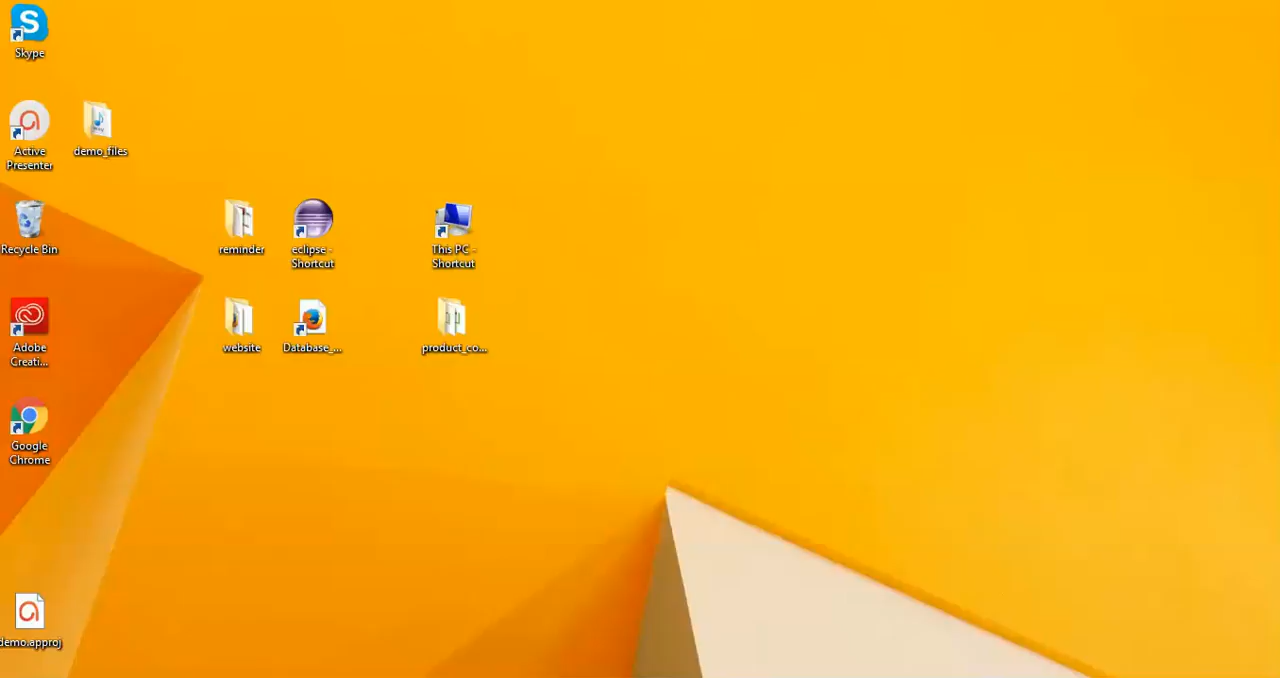 Skype
Active
Presenter
demo_files
Recycle Bin
reminder
eclipse -
Shortcut
This PC -
Shortcut
Adobe
Creati...
website
Database_...
product_co...
Google
Chrome
demo.approj